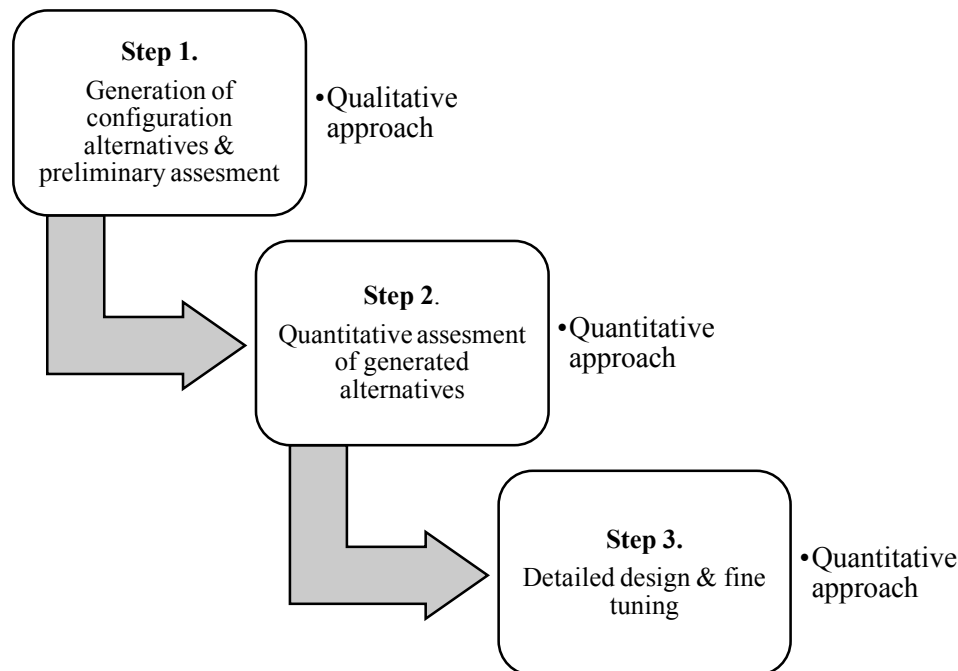 Step 1.
Generation of
configuration
alternatives &
preliminary assesment
•Qualitative
approach
Step 2.
Quantitative assesment
of generated
alternatives
•Quantitative
approach
Step 3.
Detailed design & fine
tuning
•Quantitative
approach